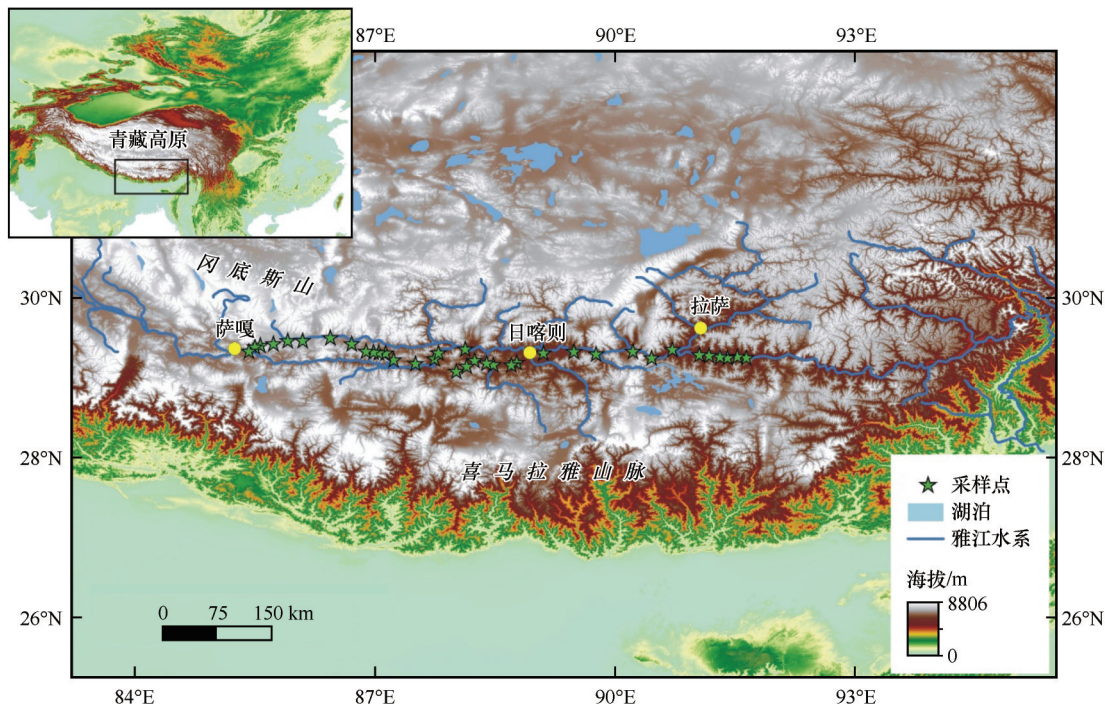 87°E
90°E
93°E
青藏高原
冈底斯山
30°N
30°N
萨嘎
日喀则
拉萨
28°N
28°N
喜马拉雅山脉
采样点
湖泊
雅江水系
海拔/m
8806
0
0 75 150 km
26°N
26°N
84°E
87°E
90°E
93°E